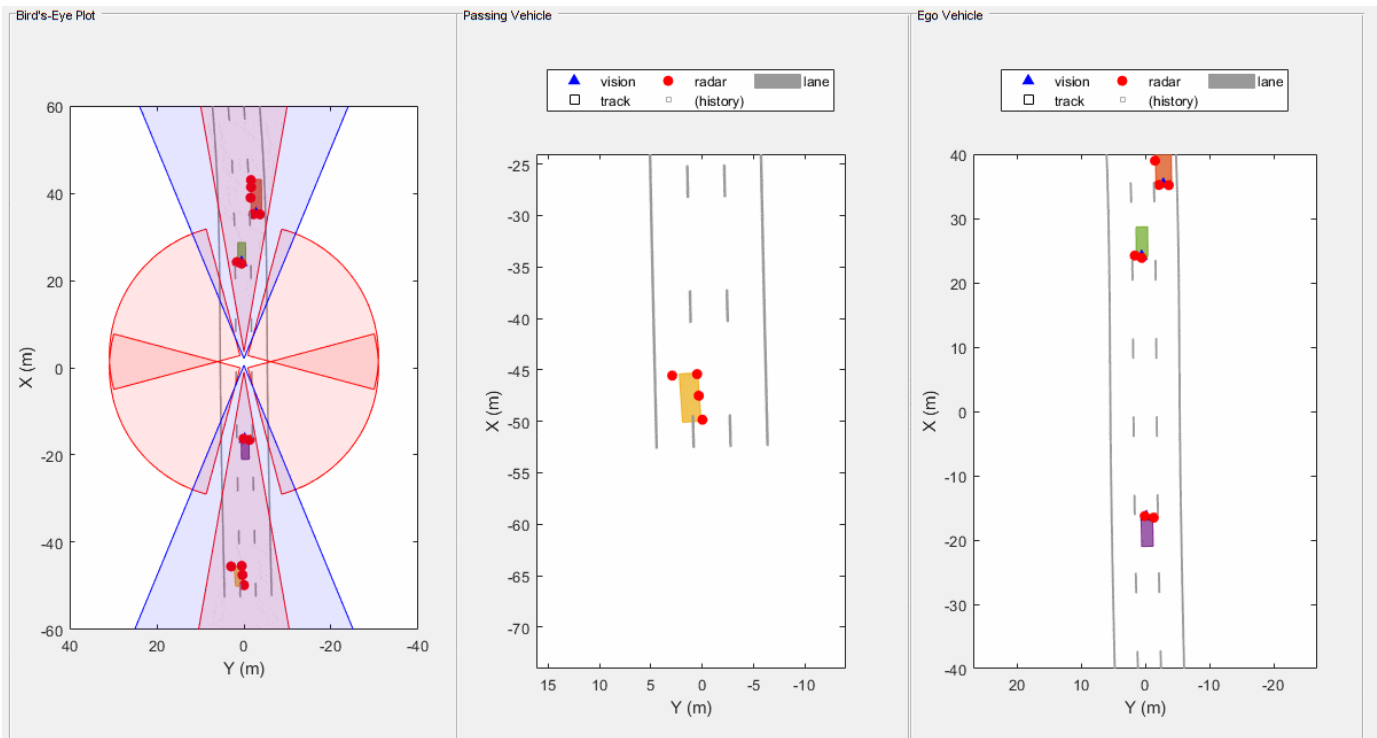 Bird's-Eye Plot
60
40
20
0
-20
-40
-60
40 20 0 -20 -40
X (m)
Y (m)
Passing Vehicle
vision radar lane
track (history)
-25
-30
-35
-40
-45
-50
-55
-60
-65
-70
15 10 5 0 -5 -10
X (m)
Y (m)
Ego Vehicle
vision radar lane
track (history)
40
30
20
10
0
-10
-20
-30
-40
20 10 0 -10 -20
X (m)
Y (m)